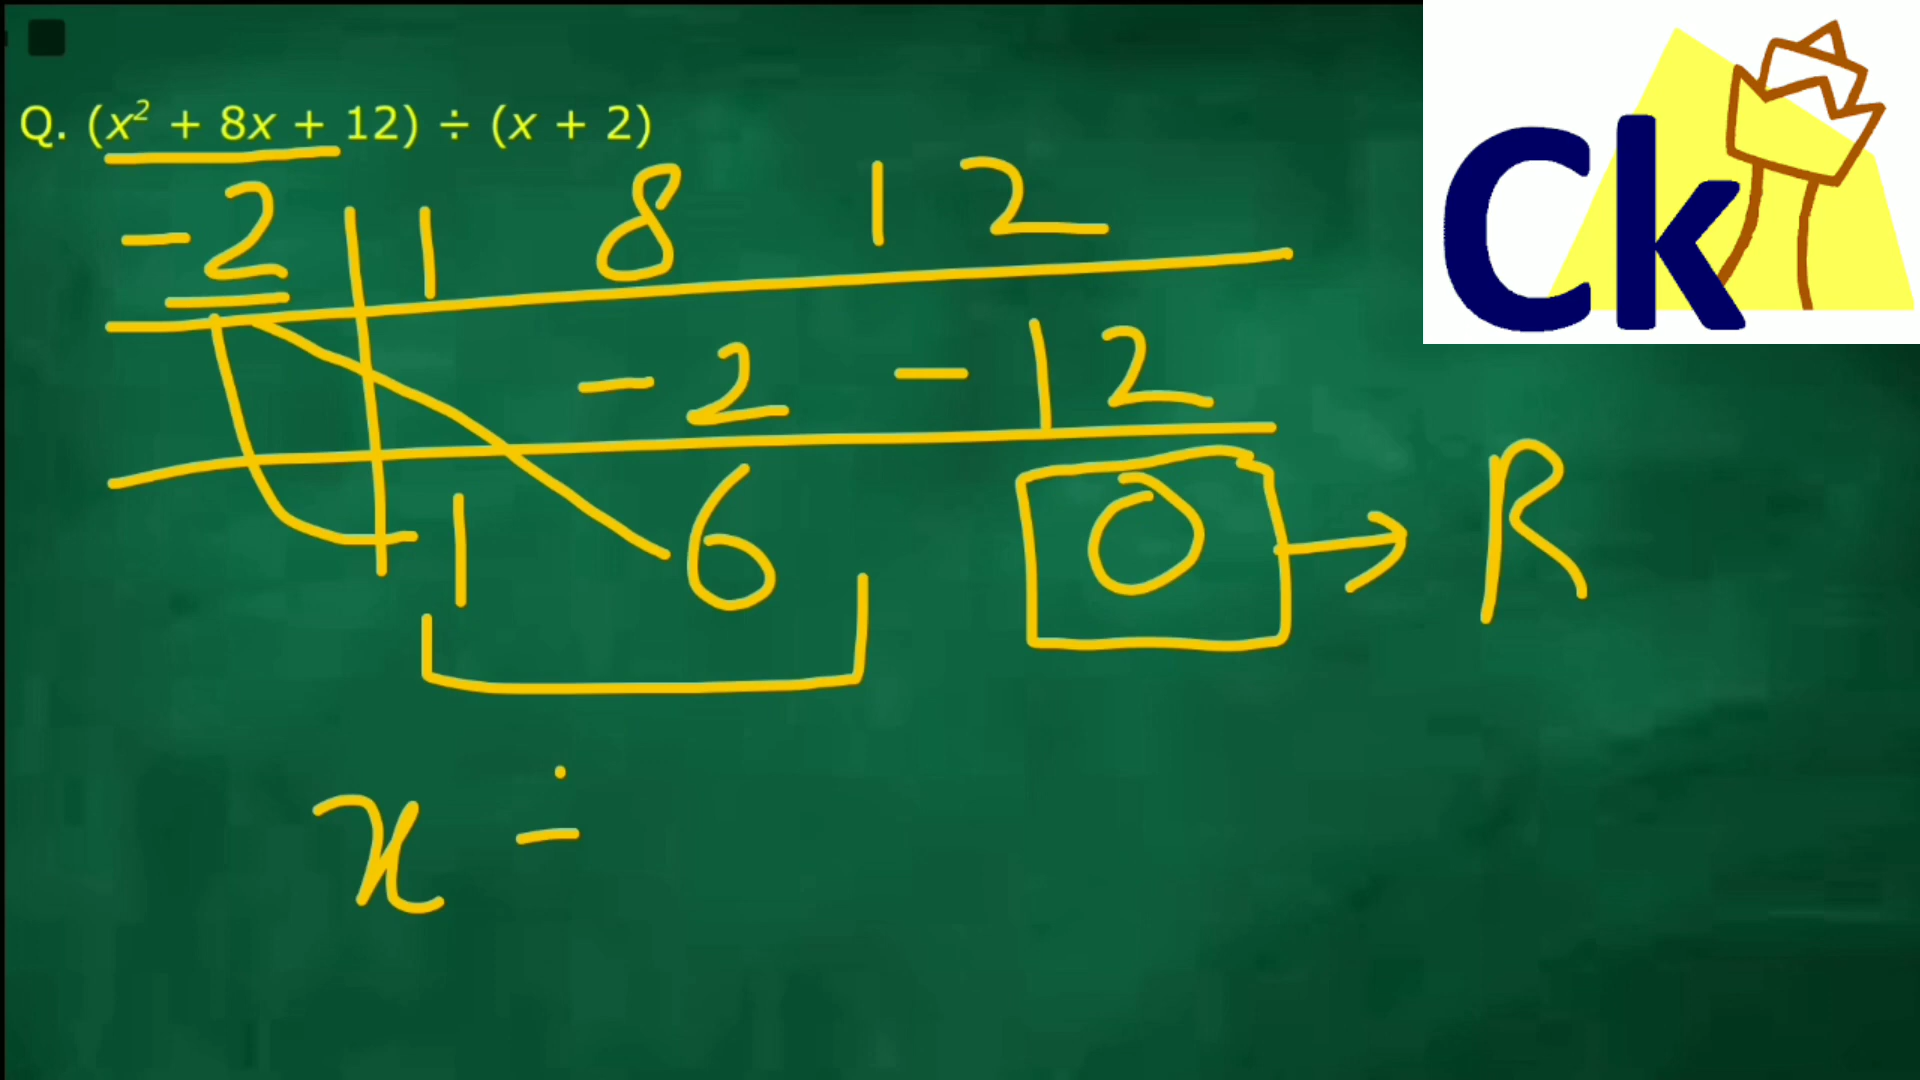 Q. (x² + 8x + 12) ÷ (x + 2)
-2 1 8 12
-2 -12
1 6 0 → R
x -
Ck